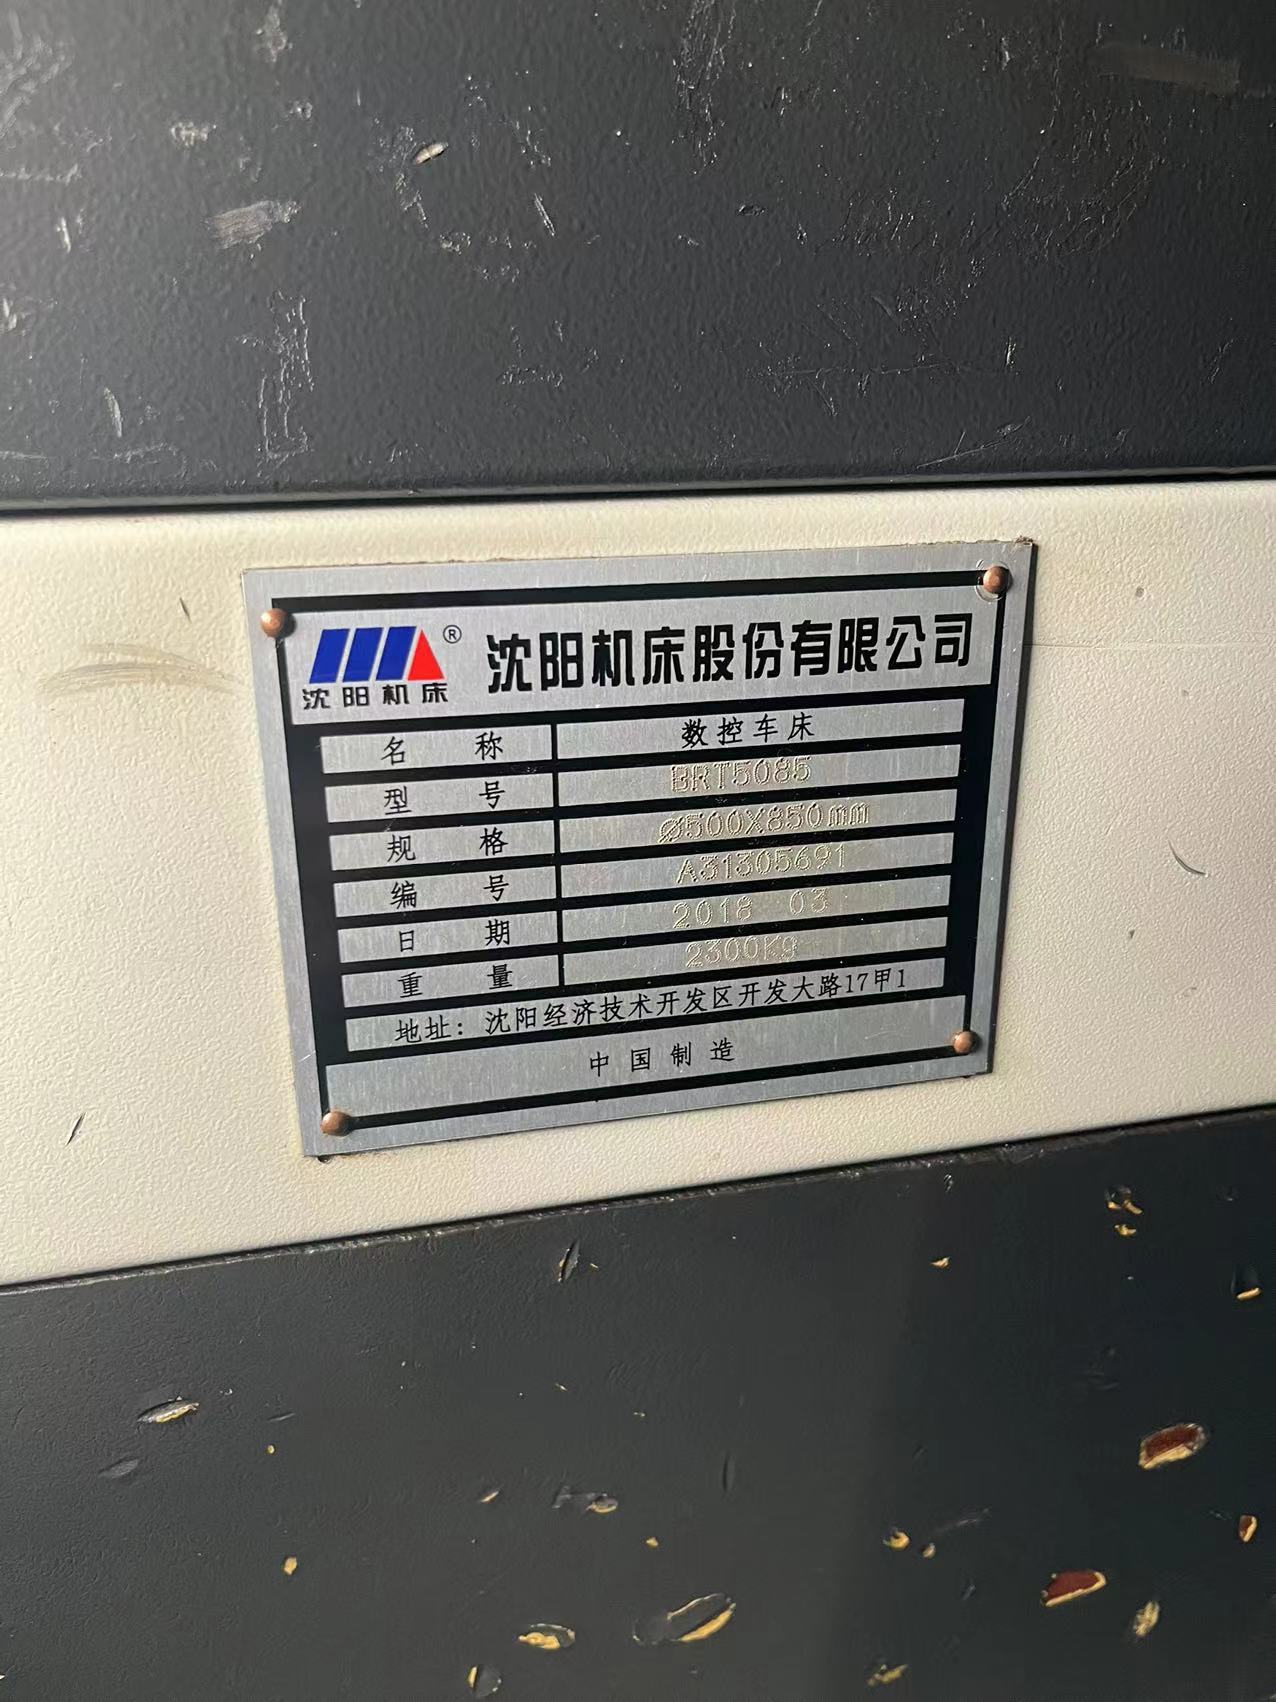 沈阳机床® 沈阳机床股份有限公司
名称 数控车床
型号 BRT5085
规格 Ø500X850mm
编号 A31305691
日期 2018 03
重量 2300Kg
地址：沈阳经济技术开发区开发大路17甲1
中国制造